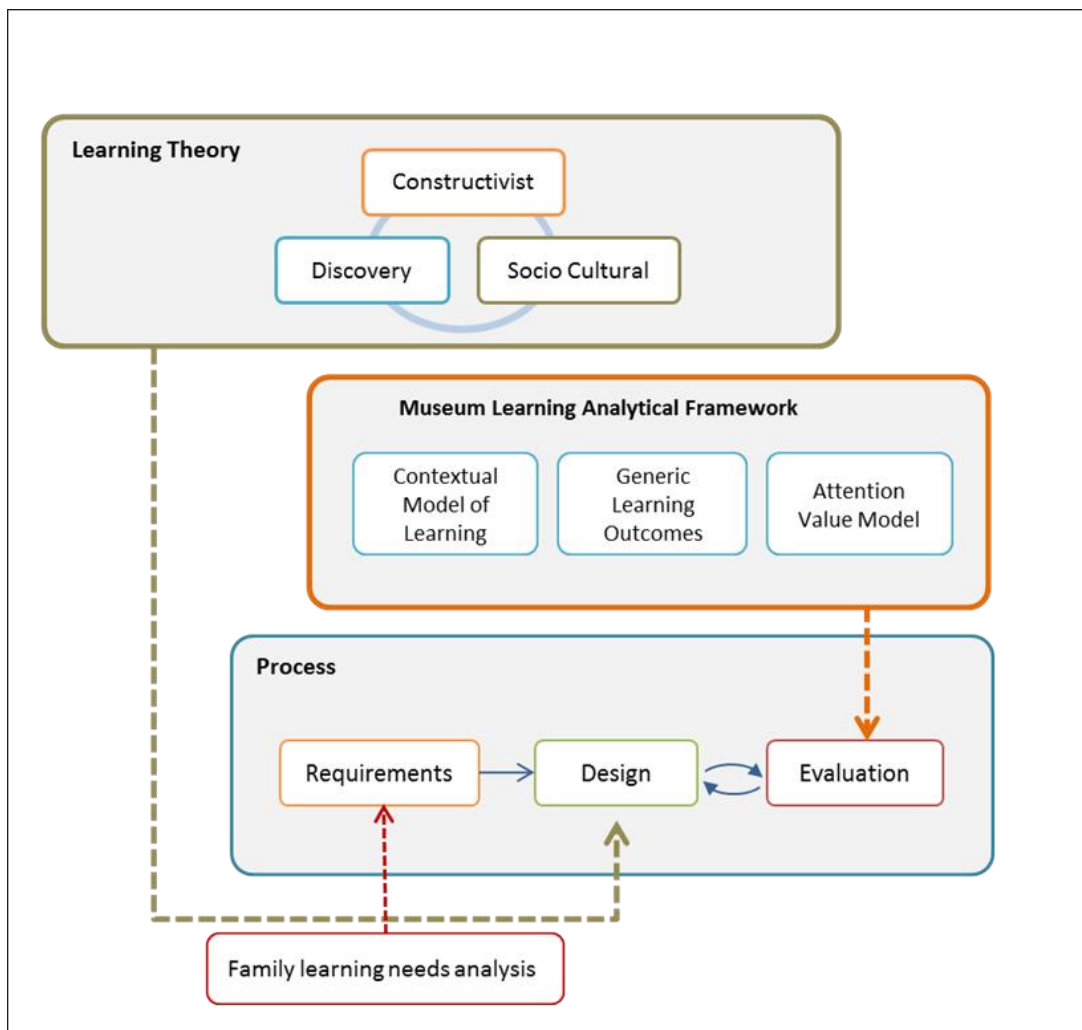 Learning Theory
Constructivist
Discovery
Socio Cultural
Museum Learning Analytical Framework
Contextual
Model of
Learning
Generic
Learning
Outcomes
Attention
Value Model
Process
Requirements
Design
Evaluation
Family learning needs analysis